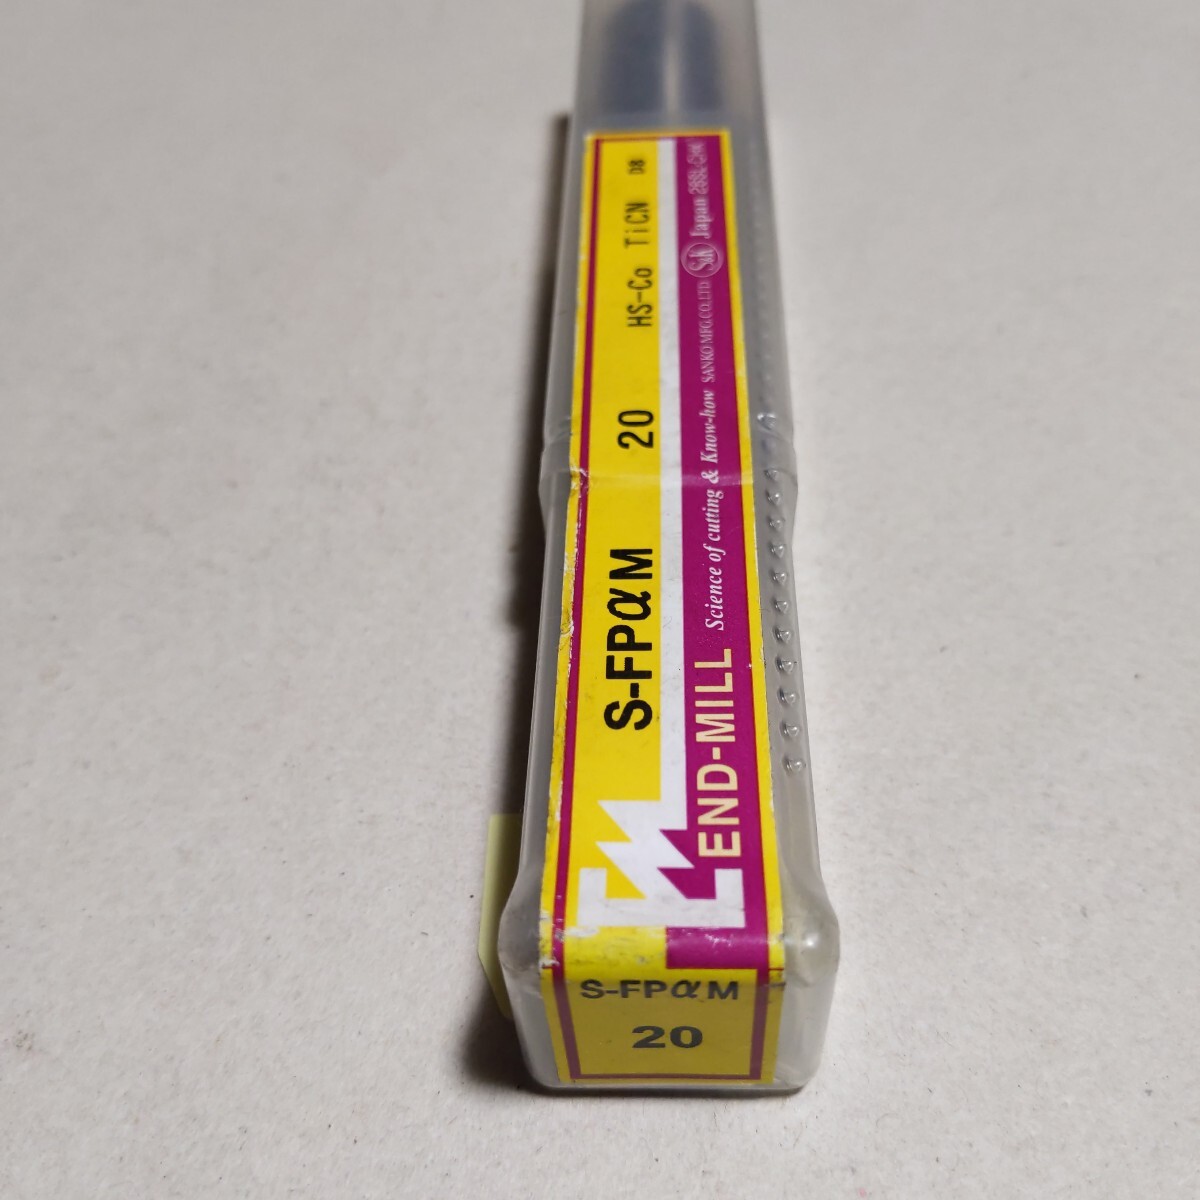 S-FPαM 20 HS-Co TiCN D8
END-MILL Science of cutting & Know-how SANKO MFG.CO.LTD S&K Japan
S-FPαM
20